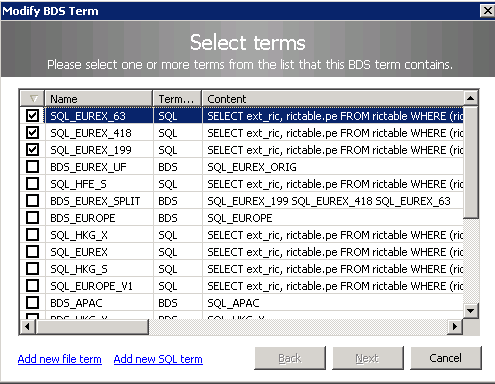 Modify BDS Term
Select terms
Please select one or more terms from the list that this BDS term contains.
Name Term... Content
SQL_EUREX_63 SQL SELECT ext_ric, rictable.pe FROM rictable WHERE (ric
SQL_EUREX_418 SQL SELECT ext_ric, rictable.pe FROM rictable WHERE (ric
SQL_EUREX_199 SQL SELECT ext_ric, rictable.pe FROM rictable WHERE (ric
BDS_EUREX_UF BDS SQL_EUREX_ORIG
SQL_HFE_S SQL SELECT ext_ric, rictable.pe FROM rictable WHERE (ric
BDS_EUREX_SPLIT BDS SQL_EUREX_199 SQL_EUREX_418 SQL_EUREX_63
BDS_EUROPE BDS SQL_EUROPE
SQL_HKG_X SQL SELECT ext_ric, rictable.pe FROM rictable WHERE (ric
SQL_EUREX SQL SELECT ext_ric, rictable.pe FROM rictable WHERE (ric
SQL_HKG_S SQL SELECT ext_ric, rictable.pe FROM rictable WHERE (ric
SQL_EUROPE_V1 SQL SELECT ext_ric, rictable.pe FROM rictable WHERE (ric
BDS_APAC BDS SQL_APAC
BDS_HKG_X BDS SQL_HKG_X
Add new file term Add new SQL term Back Next Cancel